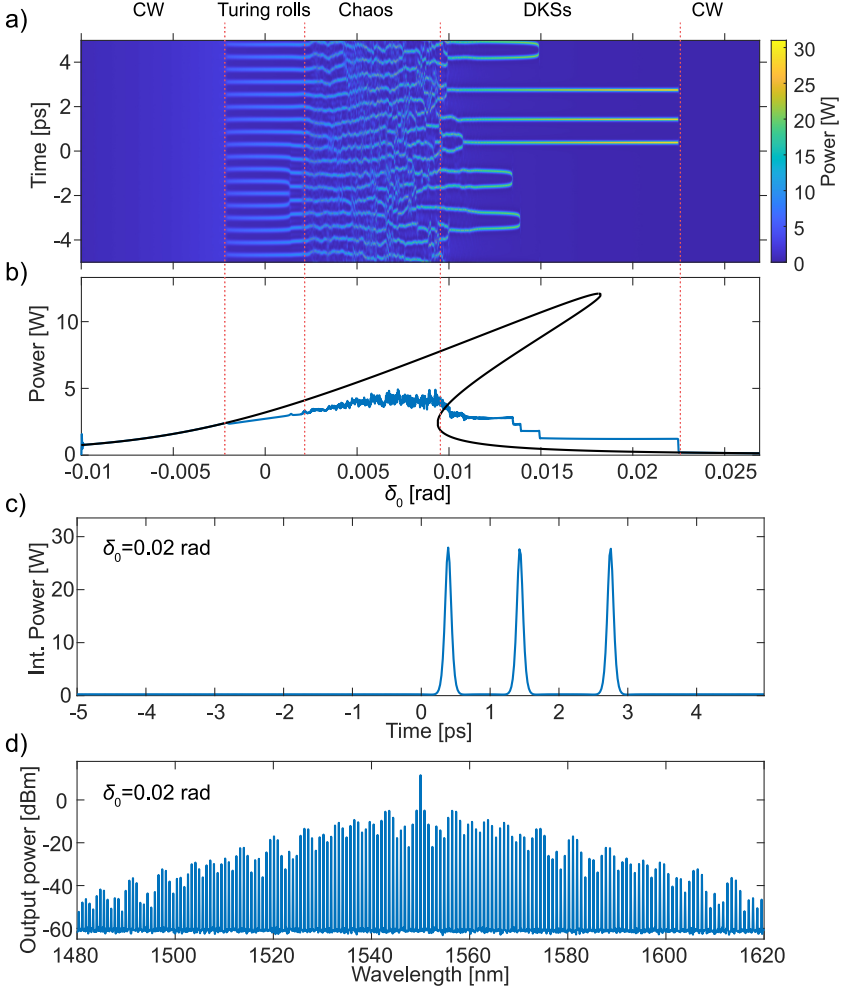 CW Turing rolls Chaos DKSs CW
a)
4
2
0
-2
-4
Time [ps]
30
25
20
15
10
5
0
Power [W]
b)
10
5
0
Power [W]
-0.01 -0.005 0 0.005 0.01 0.015 0.02 0.025
δ0 [rad]
c)
δ0=0.02 rad
30
20
10
0
Int. Power [W]
-5 -4 -3 -2 -1 0 1 2 3 4
Time [ps]
d)
δ0=0.02 rad
0
-20
-40
-60
Output power [dBm]
1480 1500 1520 1540 1560 1580 1600 1620
Wavelength [nm]